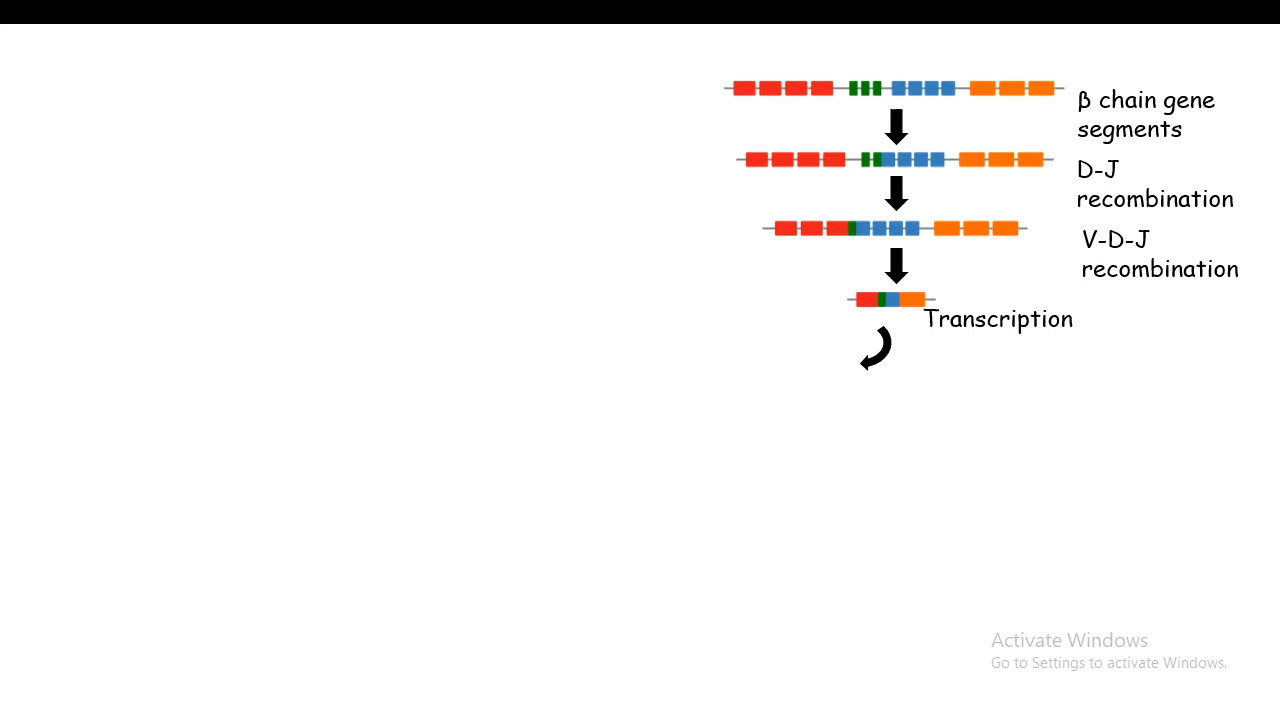 β chain gene
segments
D-J
recombination
V-D-J
recombination
Transcription
Activate Windows
Go to Settings to activate Windows.